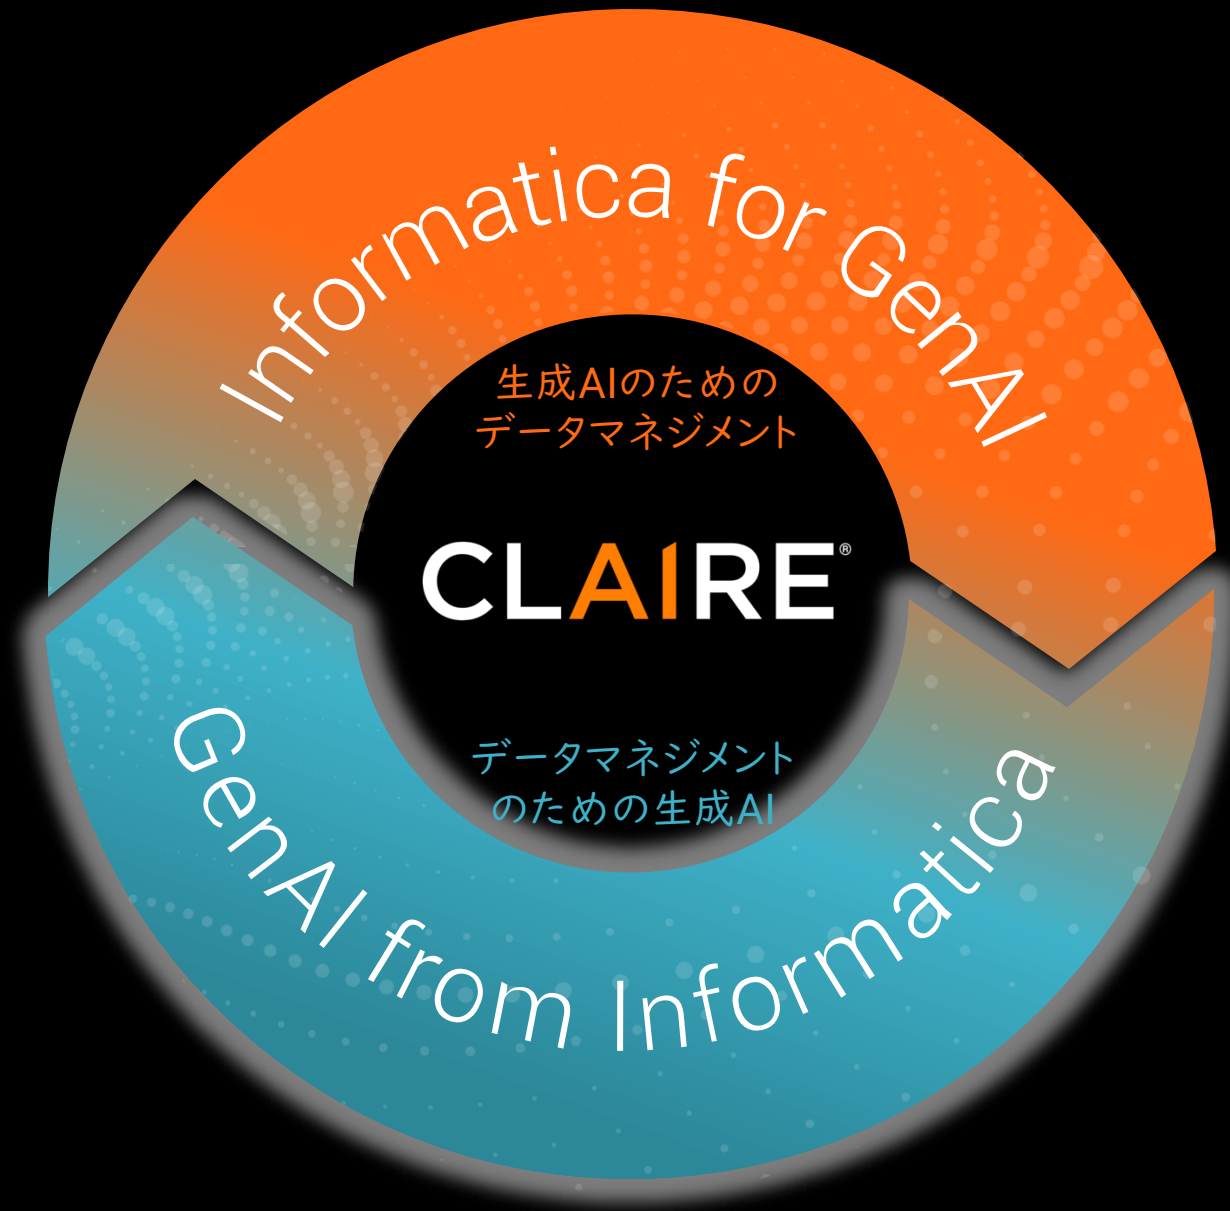 Informatica for GenAI
生成AIのための
データマネジメント
CLAIRE®
データマネジメント
のための生成AI
GenAI from Informatica